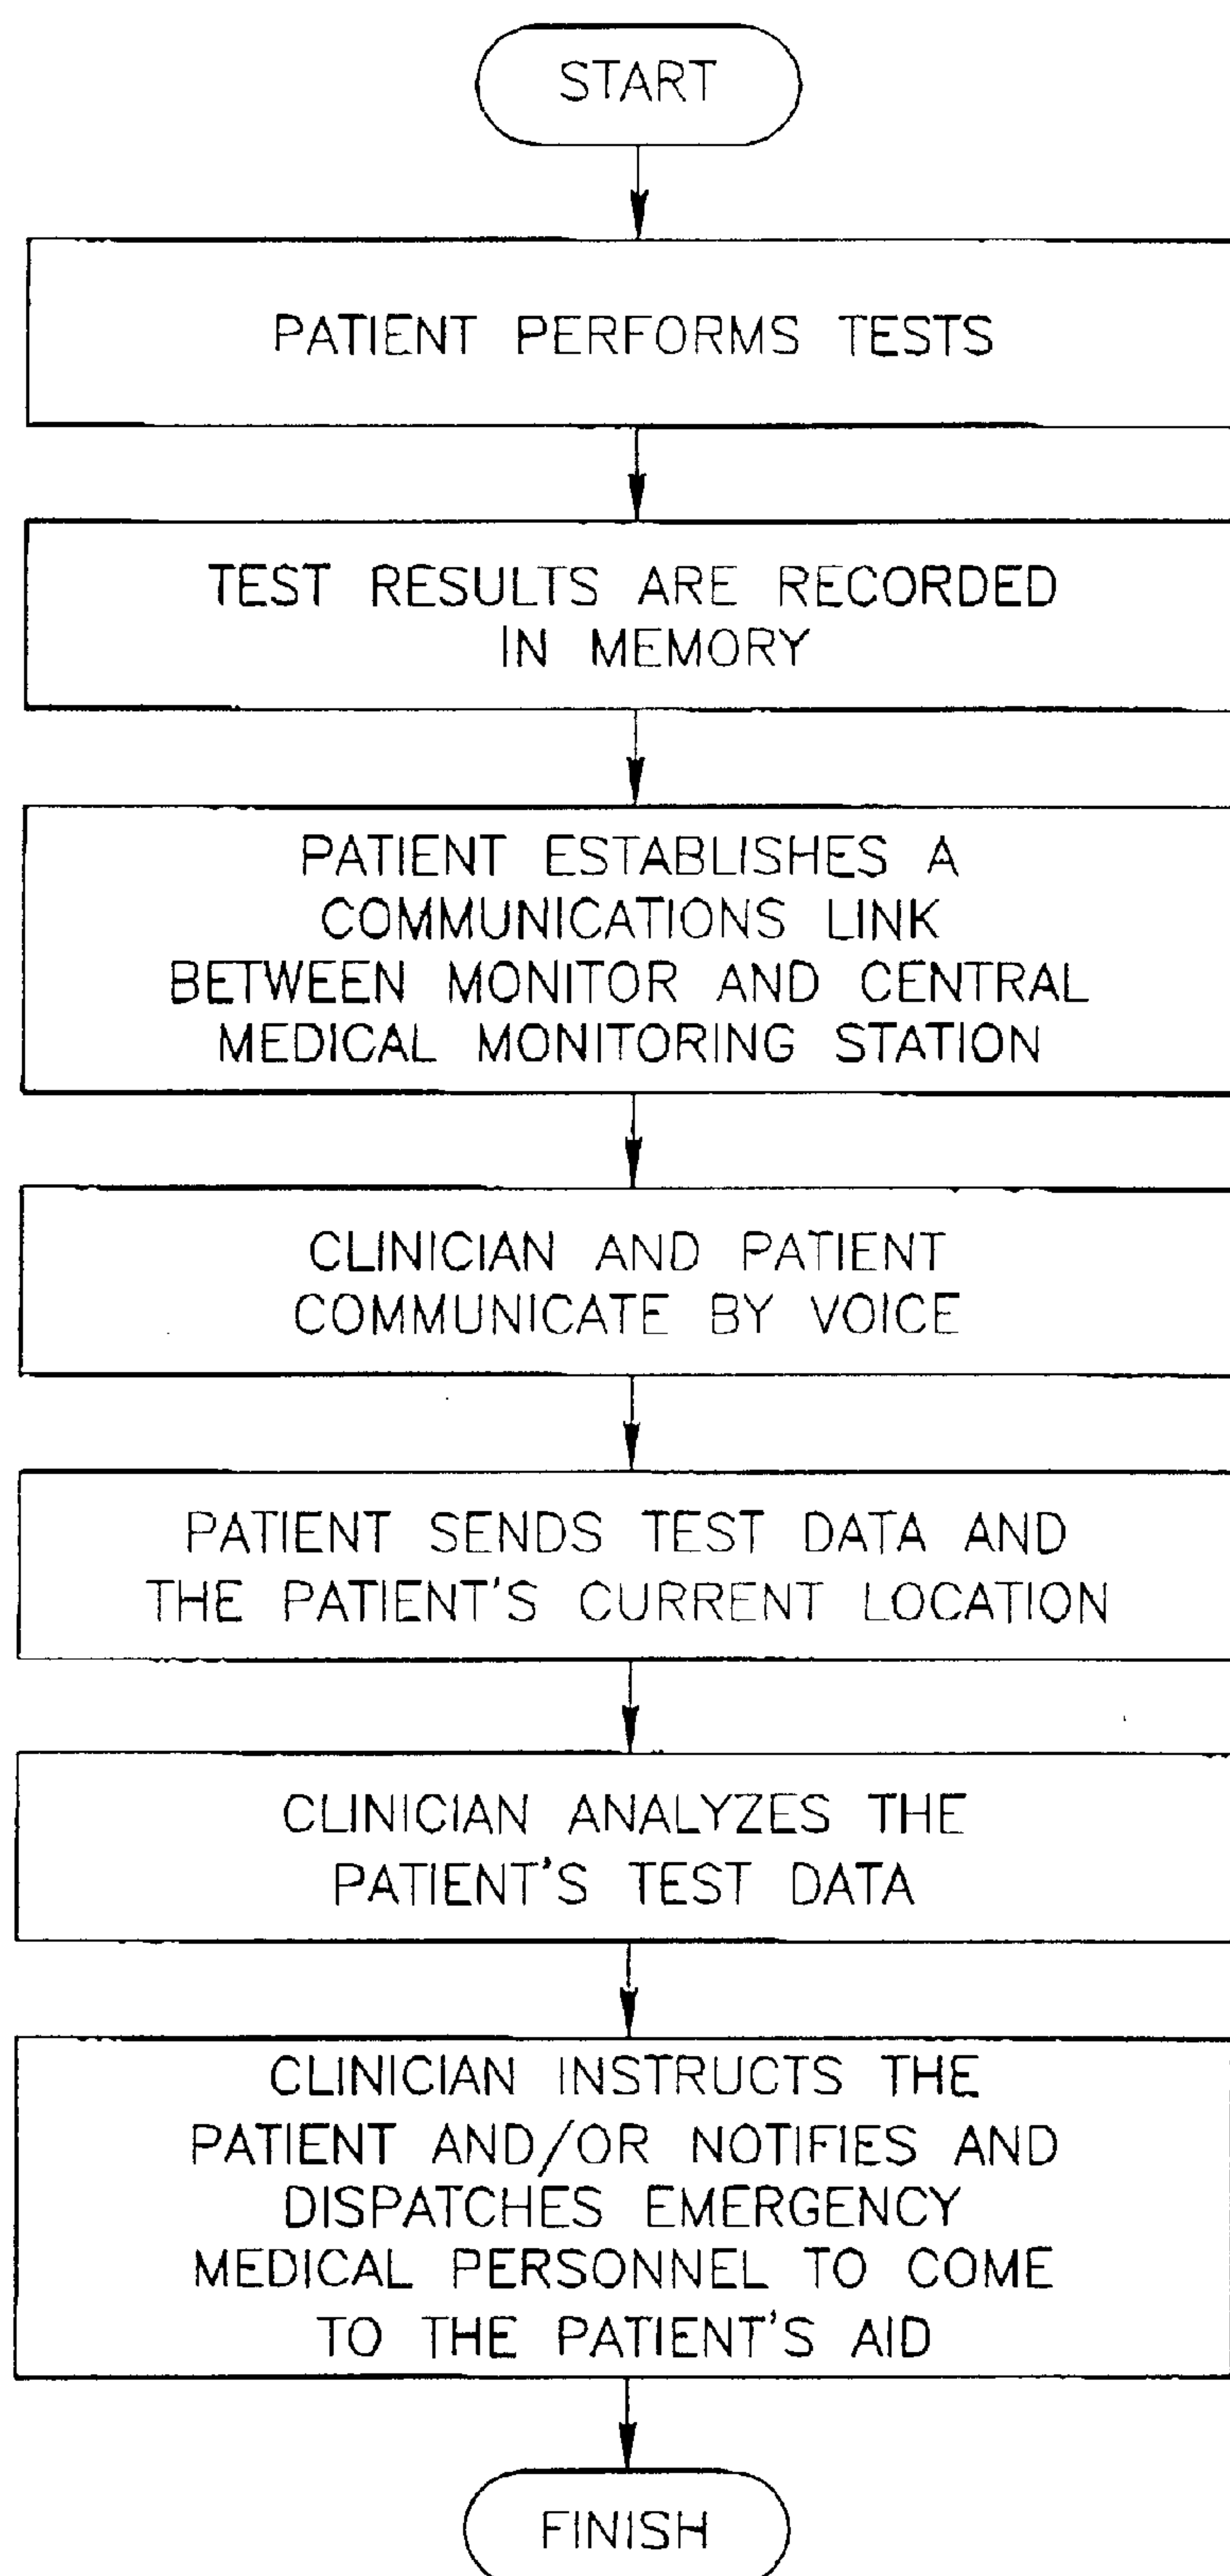 START
PATIENT PERFORMS TESTS
TEST RESULTS ARE RECORDED
IN MEMORY
PATIENT ESTABLISHES A
COMMUNICATIONS LINK
BETWEEN MONITOR AND CENTRAL
MEDICAL MONITORING STATION
CLINICIAN AND PATIENT
COMMUNICATE BY VOICE
PATIENT SENDS TEST DATA AND
THE PATIENT'S CURRENT LOCATION
CLINICIAN ANALYZES THE
PATIENT'S TEST DATA
CLINICIAN INSTRUCTS THE
PATIENT AND/OR NOTIFIES AND
DISPATCHES EMERGENCY
MEDICAL PERSONNEL TO COME
TO THE PATIENT'S AID
FINISH